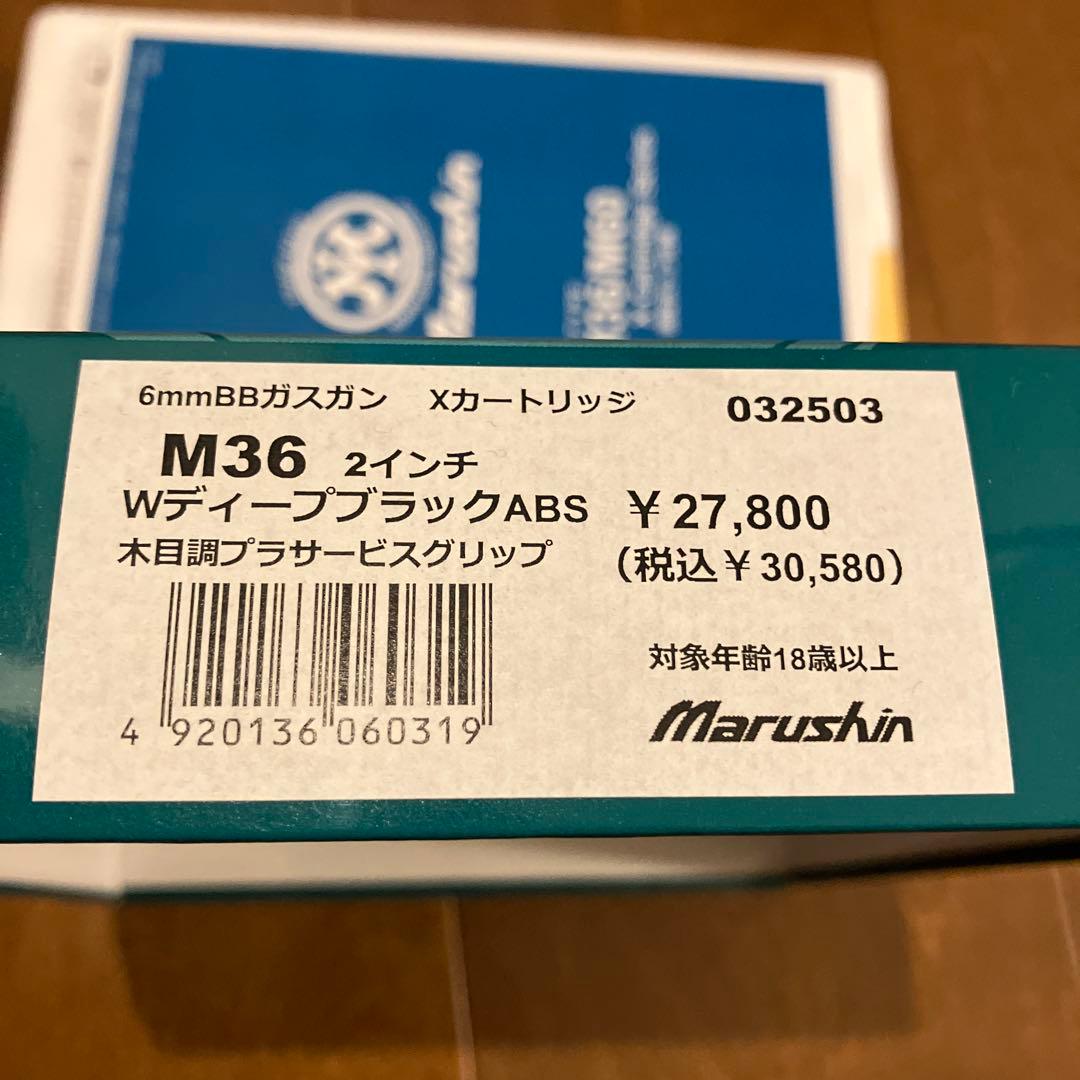 6mmBBガスガン Xカートリッジ 032503
M36 2インチ
WディープブラックABS ¥27,800
木目調プラサービスグリップ (税込¥30,580)
対象年齢18歳以上
Marushin
4 920136 060319